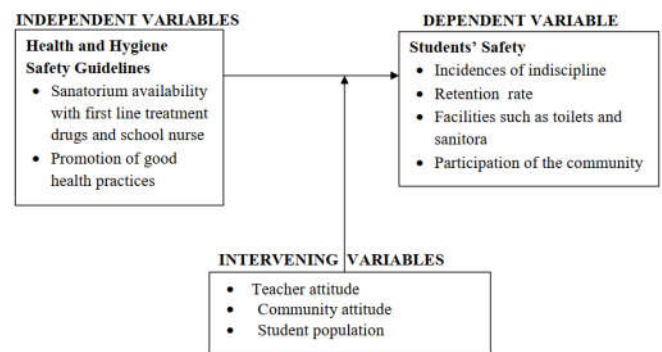 INDEPENDENT VARIABLES
Health and Hygiene
Safety Guidelines
• Sanatorium availability
with first line treatment
drugs and school nurse
• Promotion of good
health practices
DEPENDENT VARIABLE
Students' Safety
• Incidences of indiscipline
• Retention rate
• Facilities such as toilets and
sanitora
• Participation of the community
INTERVENING VARIABLES
• Teacher attitude
• Community attitude
• Student population